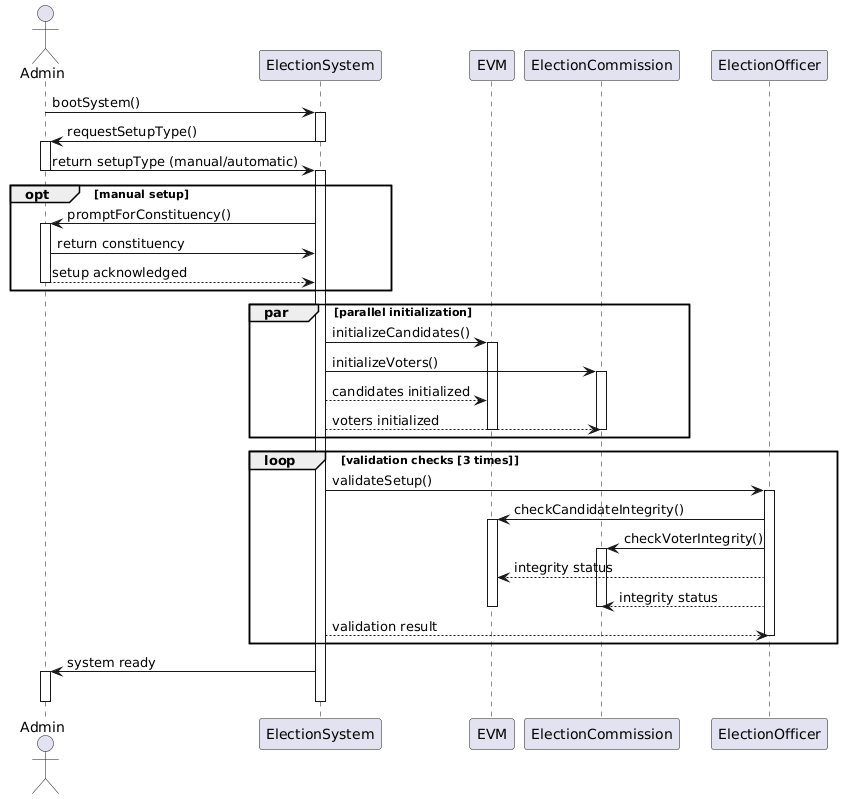 Admin
ElectionSystem
EVM
ElectionCommission
ElectionOfficer
bootSystem()
requestSetupType()
return setupType (manual/automatic)
opt
[manual setup]
promptForConstituency()
return constituency
setup acknowledged
par
[parallel initialization]
initializeCandidates()
initializeVoters()
candidates initialized
voters initialized
loop
[validation checks [3 times]]
validateSetup()
checkCandidateIntegrity()
checkVoterIntegrity()
integrity status
integrity status
validation result
system ready
Admin
ElectionSystem
EVM
ElectionCommission
ElectionOfficer